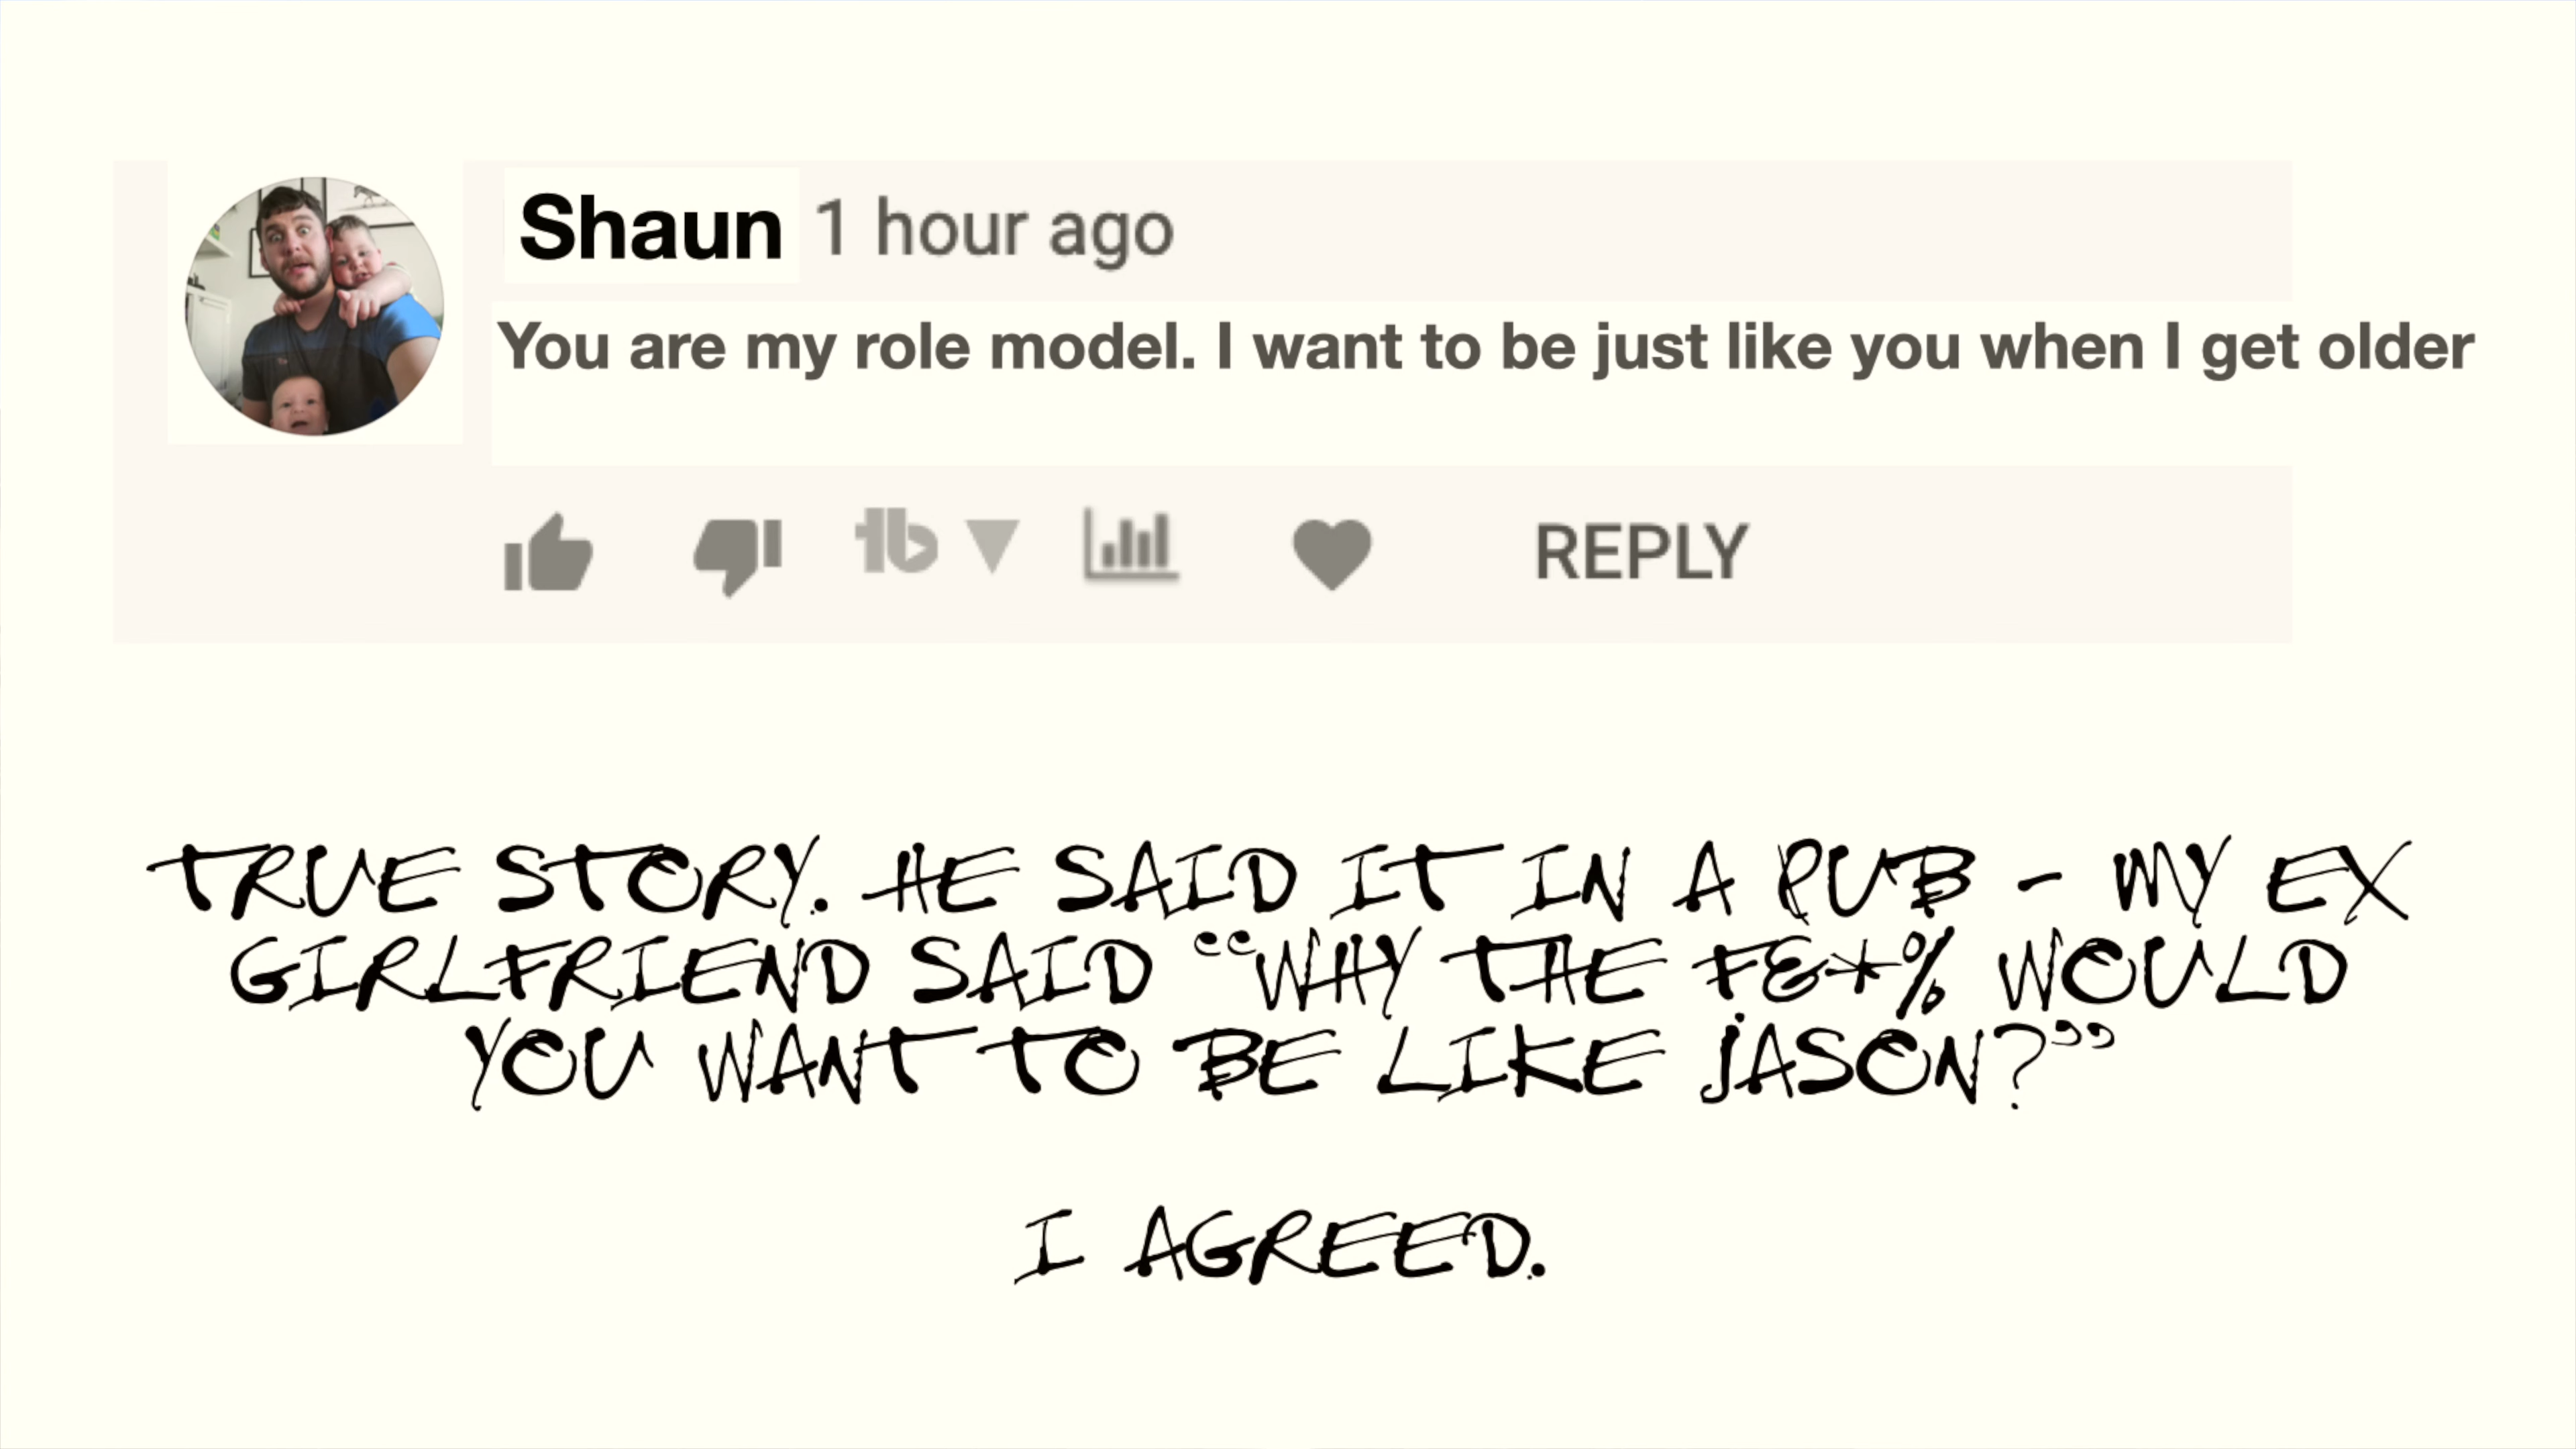 Shaun 1 hour ago
You are my role model. I want to be just like you when I get older
tb
REPLY
TRUE STORY. HE SAID IT IN A PUB - MY EX
GIRLFRIEND SAID “WHY THE F&*% WOULD
YOU WANT TO BE LIKE JASON?”
I AGREED.